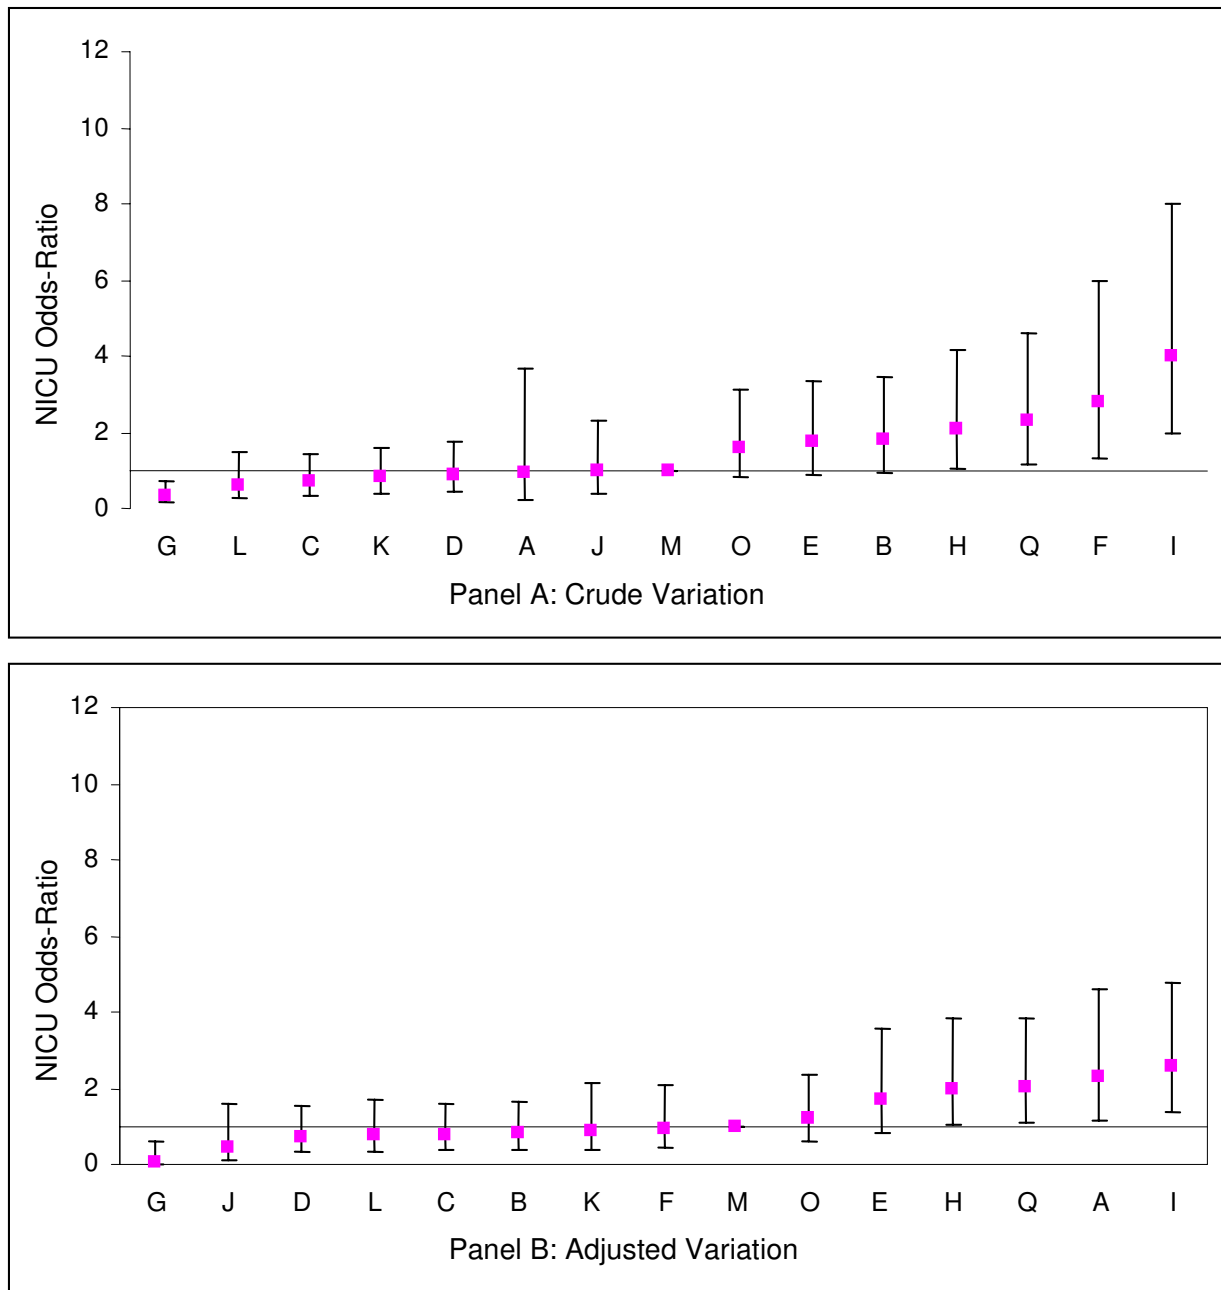 12
10
8
6
4
2
0
NICU Odds-Ratio
G L C K D A J M O E B H Q F I
Panel A: Crude Variation
12
10
8
6
4
2
0
NICU Odds-Ratio
G J D L C B K F M O E H Q A I
Panel B: Adjusted Variation